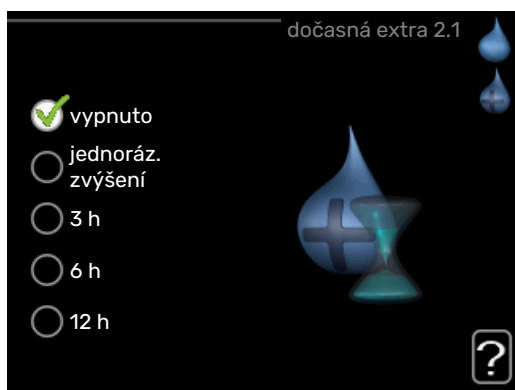 dočasná extra 2.1
vypnuto
jednoráz.
zvýšení
3 h
6 h
12 h
?